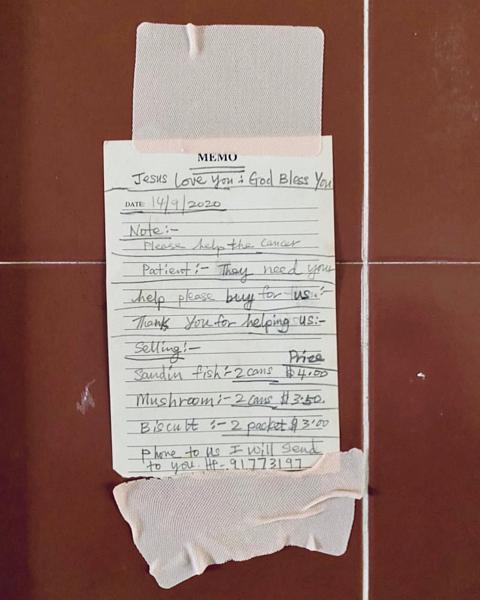 MEMO
Jesus love you :- God Bless You
DATE 14/9/2020
Note:-
Please help the cancer
Patient:- They need your
help please buy for us:-
Thank You for helping us:-
Selling:-
Price
Saudin fish:- 2 cans $4.00
Mushroom:- 2 cans $3.50.
Biscubt :- 2 packet $3.00
Phone to us I will send
to you. HP-91773197